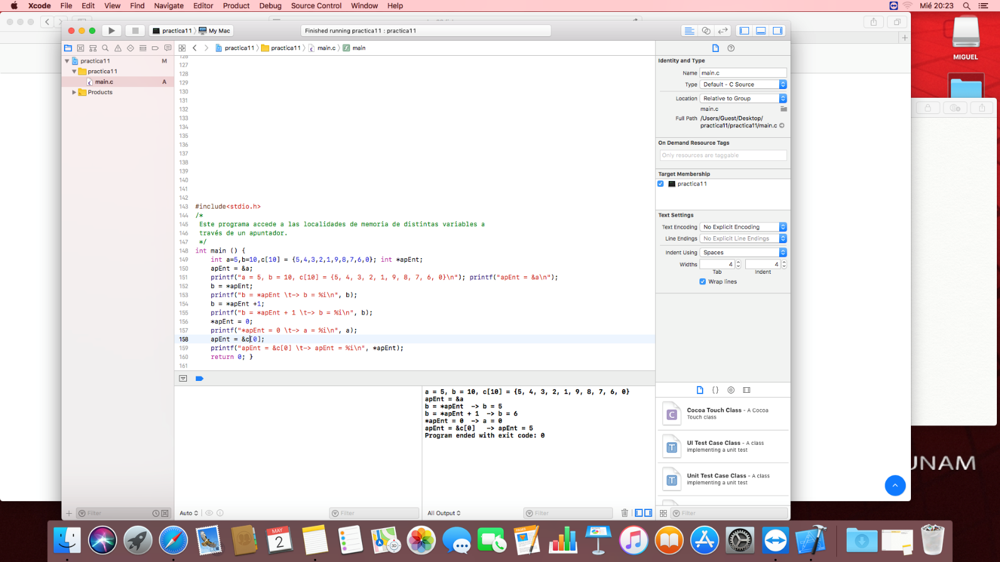 Xcode File Edit View Find Navigate Editor Product Debug Source Control Window Help Mié 20:23
practica11 My Mac
Finished running practica11 : practica11
practica11 practica11 main.c main
practica11 M
practica11
main.c A
Products
127
128
129
130
131
132
133
134
135
136
137
138
139
140
141
142
143 #include<stdio.h>
144 /*
145 Este programa accede a las localidades de memoria de distintas variables a
146 través de un apuntador.
147 */
148 int main () {
149 int a=5,b=10,c[10] = {5,4,3,2,1,9,8,7,6,0}; int *apEnt;
150 apEnt = &a;
151 printf("a = 5, b = 10, c[10] = {5, 4, 3, 2, 1, 9, 8, 7, 6, 0}\n"); printf("apEnt = &a\n");
152 b = *apEnt;
153 printf("b = *apEnt \t-> b = %i\n", b);
154 b = *apEnt +1;
155 printf("b = *apEnt + 1 \t-> b = %i\n", b);
156 *apEnt = 0;
157 printf("*apEnt = 0 \t-> a = %i\n", a);
158 apEnt = &c[0];
159 printf("apEnt = &c[0] \t-> apEnt = %i\n", *apEnt);
160 return 0; }
161
a = 5, b = 10, c[10] = {5, 4, 3, 2, 1, 9, 8, 7, 6, 0}
apEnt = &a
b = *apEnt -> b = 5
b = *apEnt + 1 -> b = 6
*apEnt = 0 -> a = 0
apEnt = &c[0] -> apEnt = 5
Program ended with exit code: 0
Filter
Auto
Filter
All Output
Filter
Identity and Type
Name main.c
Type Default - C Source
Location Relative to Group
main.c
Full Path /Users/Guest/Desktop/
practica11/practica11/main.c
On Demand Resource Tags
Only resources are taggable
Target Membership
practica11
Text Settings
Text Encoding No Explicit Encoding
Line Endings No Explicit Line Endings
Indent Using Spaces
Widths 4 4
Tab Indent
Wrap lines
{}
C
Cocoa Touch Class - A Cocoa
Touch class
T
UI Test Case Class - A class
implementing a unit test
T
Unit Test Case Class - A class
implementing a unit test
Filter
MIGUEL
UNAM
MAY
2
3D